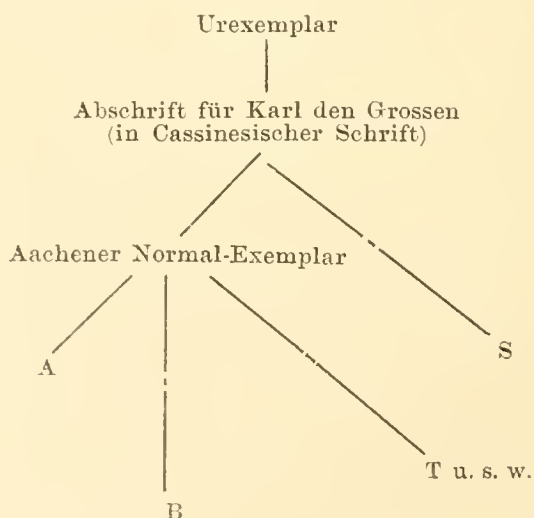 Urexemplar
Abschrift für Karl den Grossen
(in Cassinesischer Schrift)
Aachener Normal-Exemplar
A
S
T u. s. w.
B